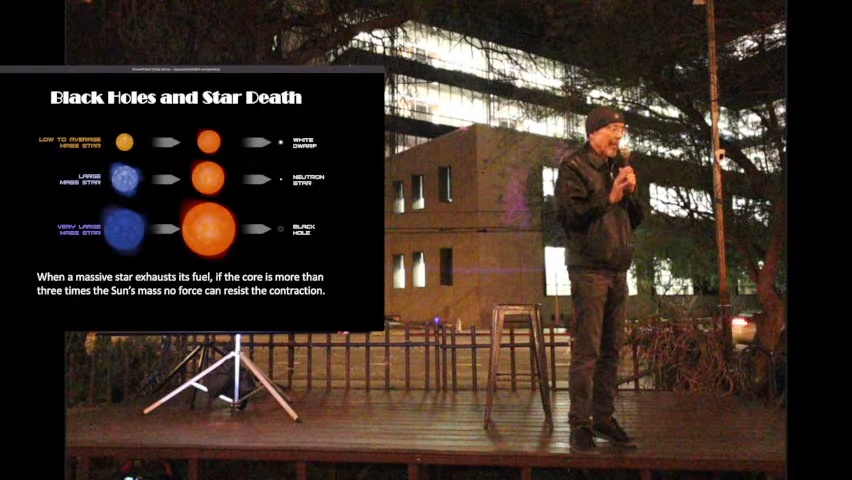 Black Holes and Star Death
LOW TO AVERAGE
MASS STAR
WHITE
DWARF
LARGE
MASS STAR
NEUTRON
STAR
VERY LARGE
MASS STAR
BLACK
HOLE
When a massive star exhausts its fuel, if the core is more than
three times the Sun's mass no force can resist the contraction.